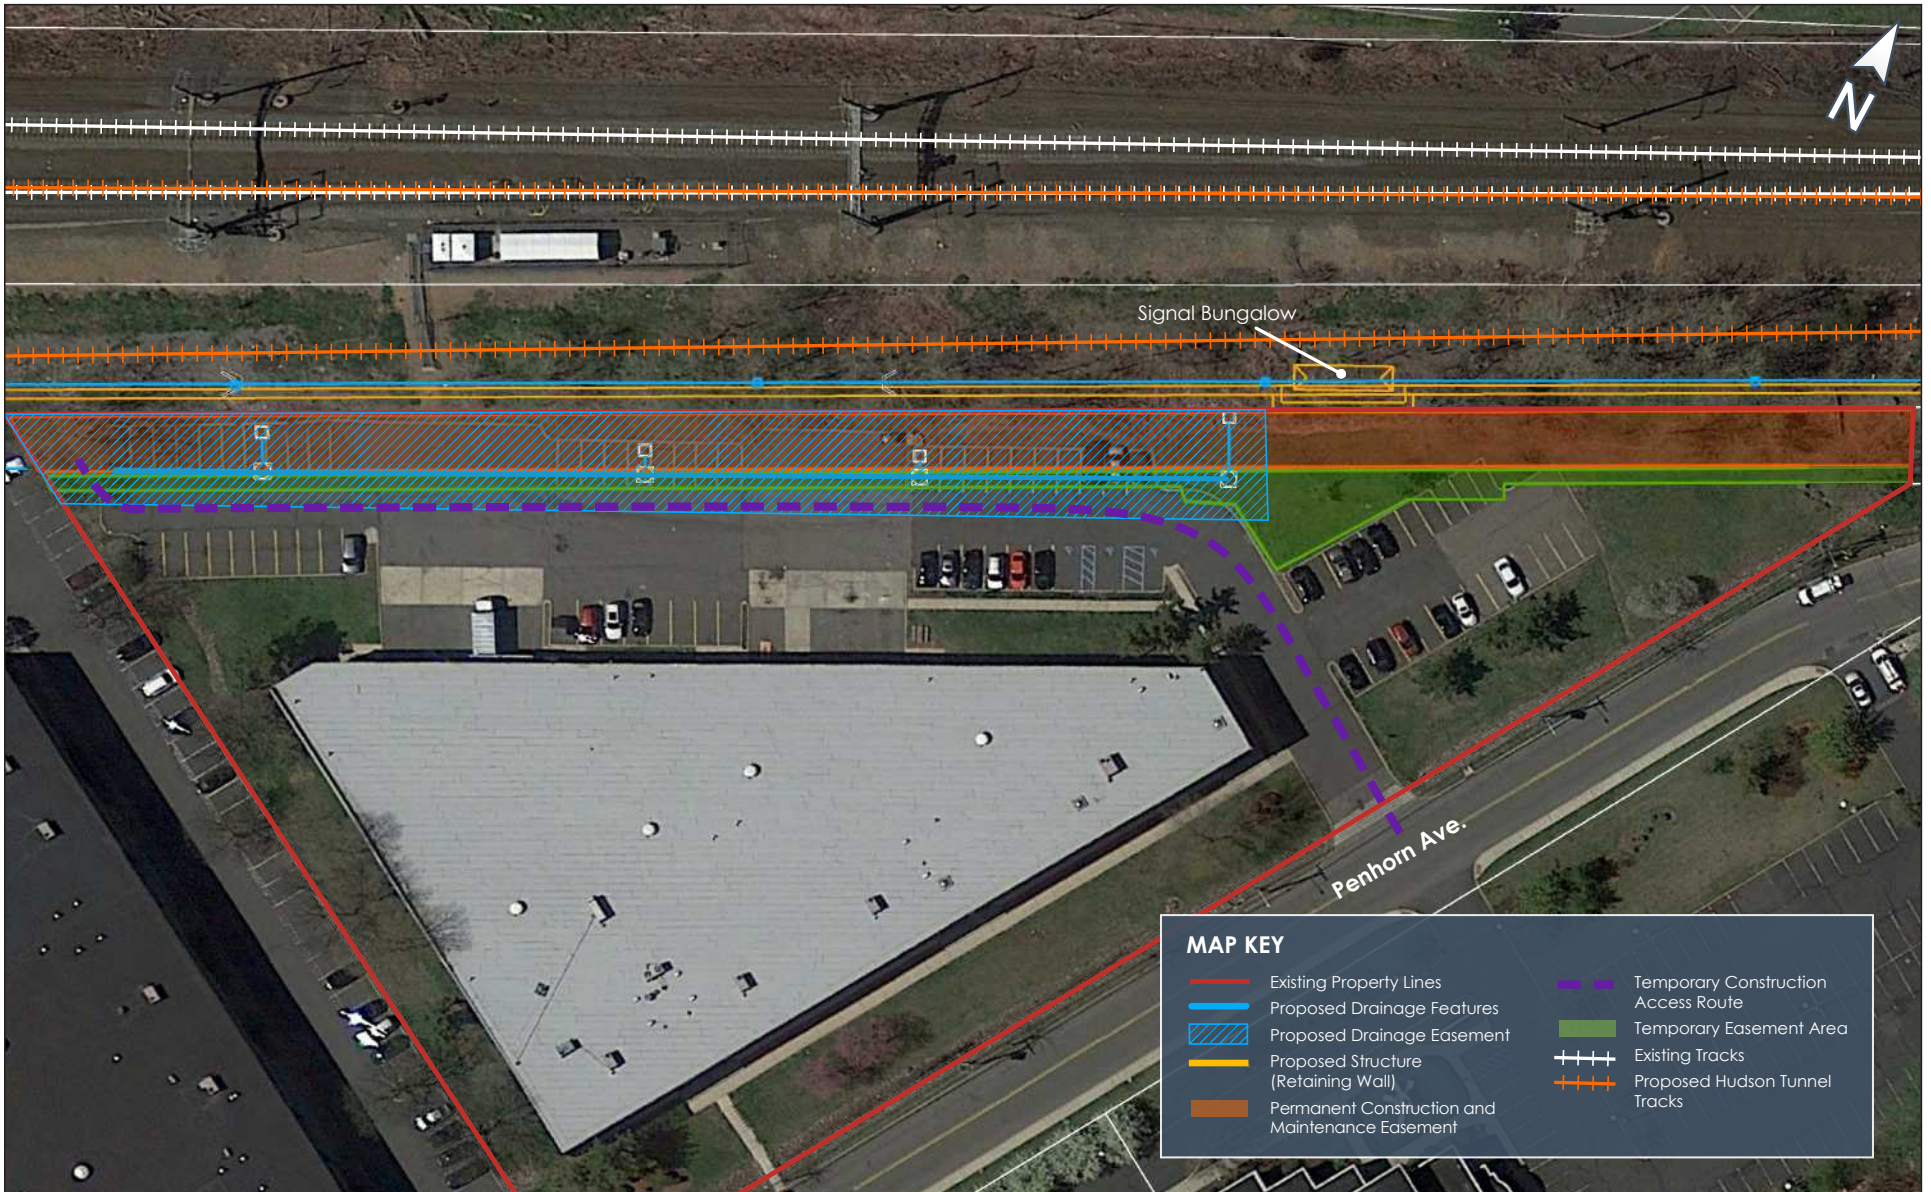 N
Signal Bungalow
Penhorn Ave.
MAP KEY
Existing Property Lines
Proposed Drainage Features
Proposed Drainage Easement
Proposed Structure
(Retaining Wall)
Permanent Construction and
Maintenance Easement
Temporary Construction
Access Route
Temporary Easement Area
Existing Tracks
Proposed Hudson Tunnel
Tracks